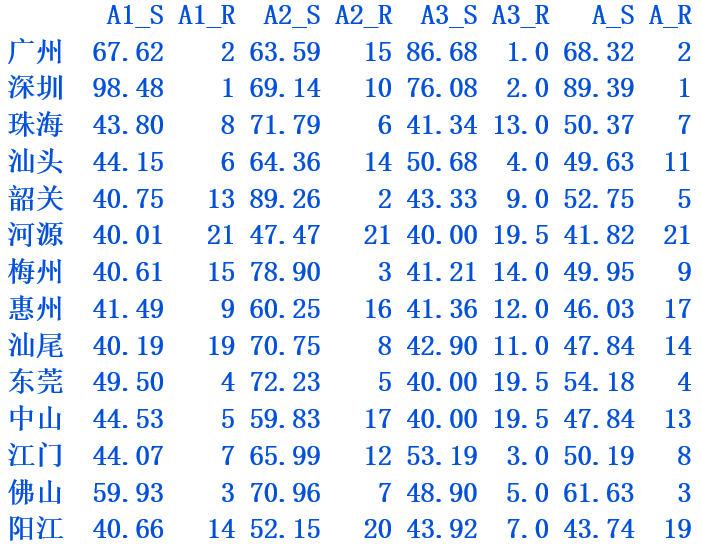 A1_S A1_R A2_S A2_R A3_S A3_R A_S A_R
广州 67.62 2 63.59 15 86.68 1.0 68.32 2
深圳 98.48 1 69.14 10 76.08 2.0 89.39 1
珠海 43.80 8 71.79 6 41.34 13.0 50.37 7
汕头 44.15 6 64.36 14 50.68 4.0 49.63 11
韶关 40.75 13 89.26 2 43.33 9.0 52.75 5
河源 40.01 21 47.47 21 40.00 19.5 41.82 21
梅州 40.61 15 78.90 3 41.21 14.0 49.95 9
惠州 41.49 9 60.25 16 41.36 12.0 46.03 17
汕尾 40.19 19 70.75 8 42.90 11.0 47.84 14
东莞 49.50 4 72.23 5 40.00 19.5 54.18 4
中山 44.53 5 59.83 17 40.00 19.5 47.84 13
江门 44.07 7 65.99 12 53.19 3.0 50.19 8
佛山 59.93 3 70.96 7 48.90 5.0 61.63 3
阳江 40.66 14 52.15 20 43.92 7.0 43.74 19